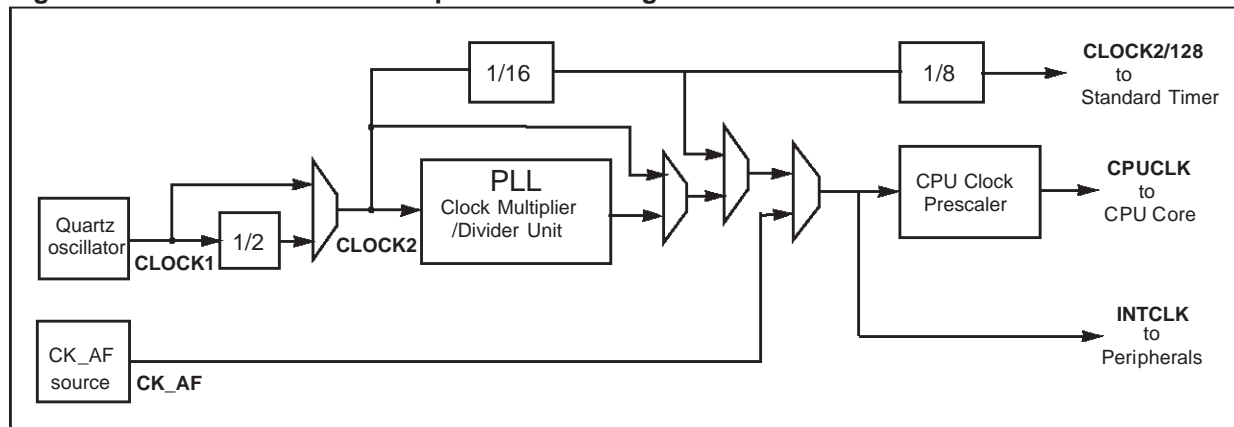 1/16
1/8
CLOCK2/128
to
Standard Timer
Quartz
oscillator
CLOCK1
1/2
CLOCK2
PLL
Clock Multiplier
/Divider Unit
CPU Clock
Prescaler
CPUCLK
to
CPU Core
INTCLK
to
Peripherals
CK_AF
source
CK_AF